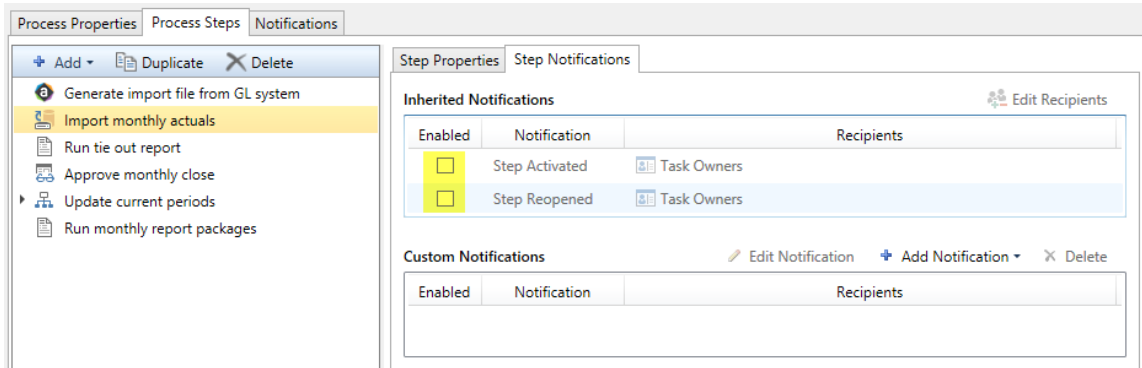 Process Properties Process Steps Notifications
Add Duplicate Delete
Generate import file from GL system
Import monthly actuals
Run tie out report
Approve monthly close
Update current periods
Run monthly report packages
Step Properties Step Notifications
Inherited Notifications Edit Recipients
Enabled Notification Recipients
Step Activated Task Owners
Step Reopened Task Owners
Custom Notifications Edit Notification Add Notification Delete
Enabled Notification Recipients